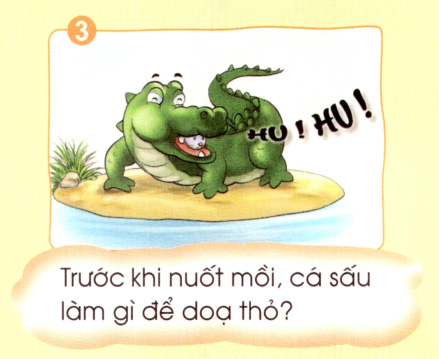 3
HU ! HU !
Trước khi nuốt mồi, cá sấu
làm gì để doạ thỏ?